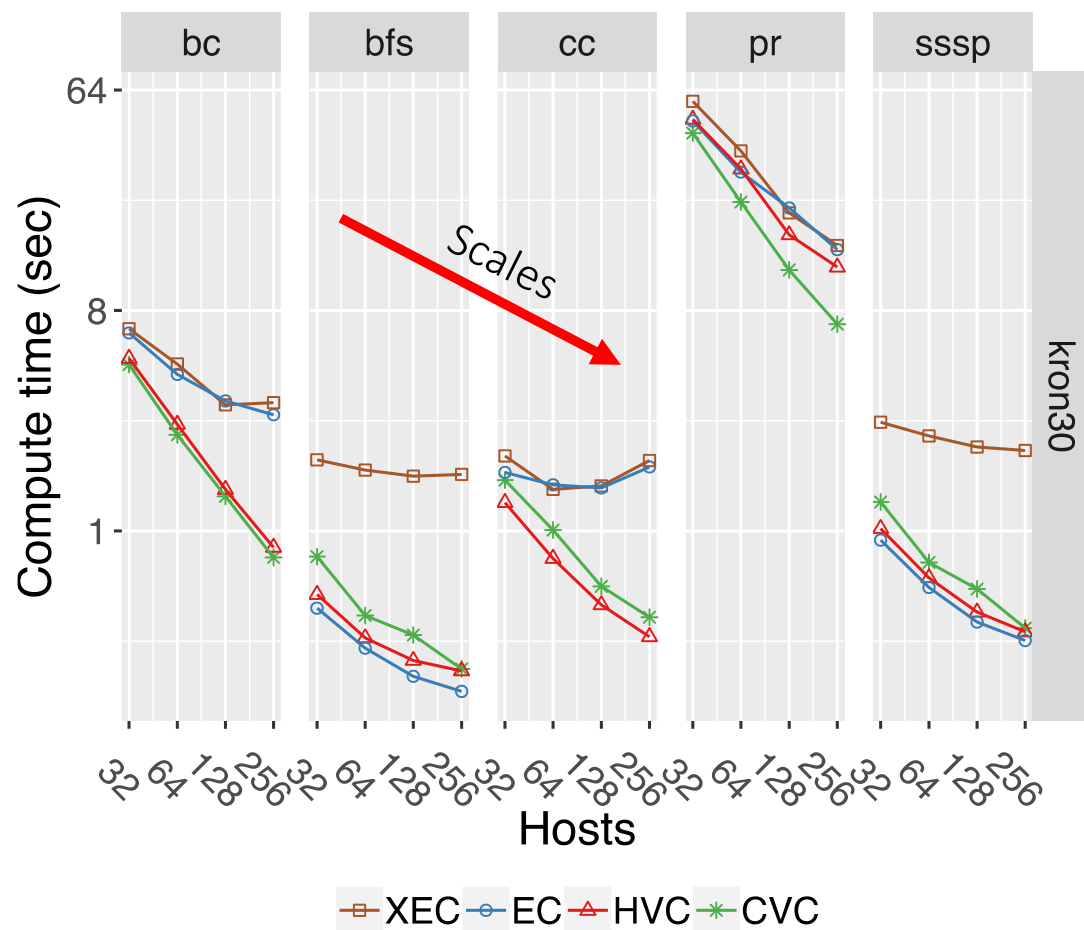 bc bfs cc pr sssp
64
8
1
Compute time (sec)
Scales
kron30
32 64 128 256 32 64 128 256 32 64 128 256 32 64 128 256 32 64 128 256
Hosts
XEC EC HVC CVC